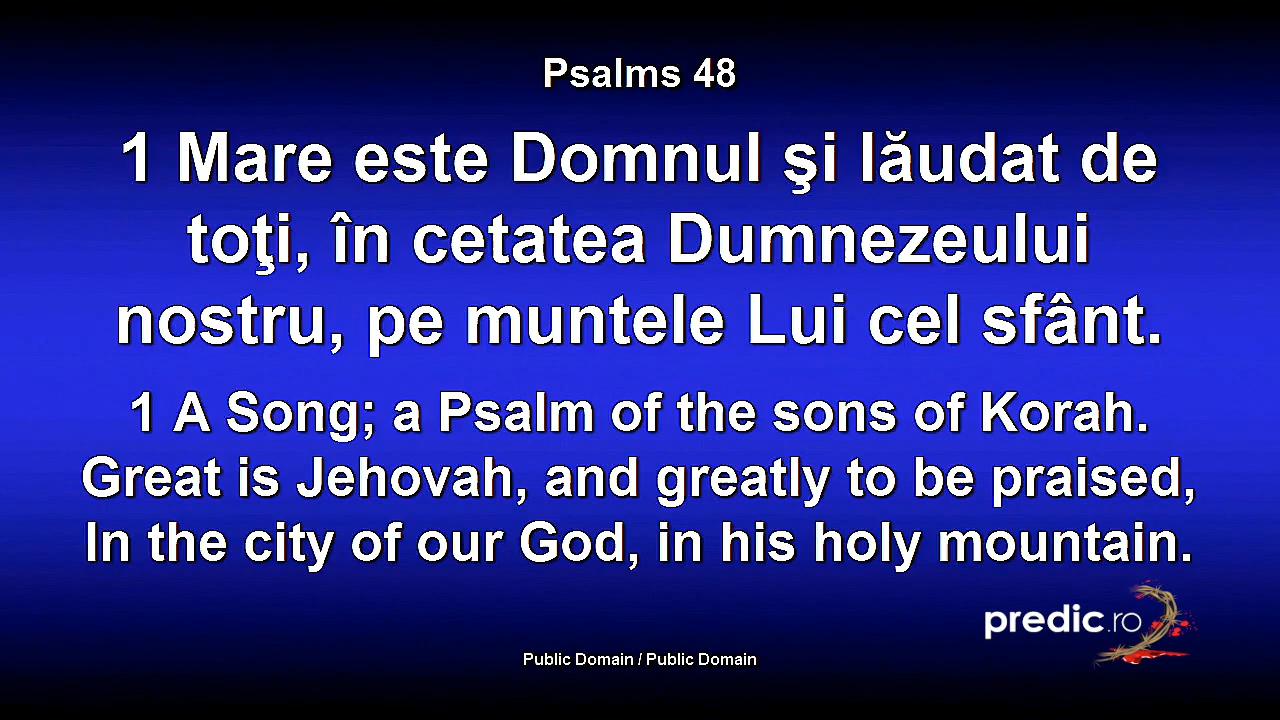 Psalms 48
1 Mare este Domnul şi lăudat de
toţi, în cetatea Dumnezeului
nostru, pe muntele Lui cel sfânt.
1 A Song; a Psalm of the sons of Korah.
Great is Jehovah, and greatly to be praised,
In the city of our God, in his holy mountain.
predic.ro
Public Domain / Public Domain